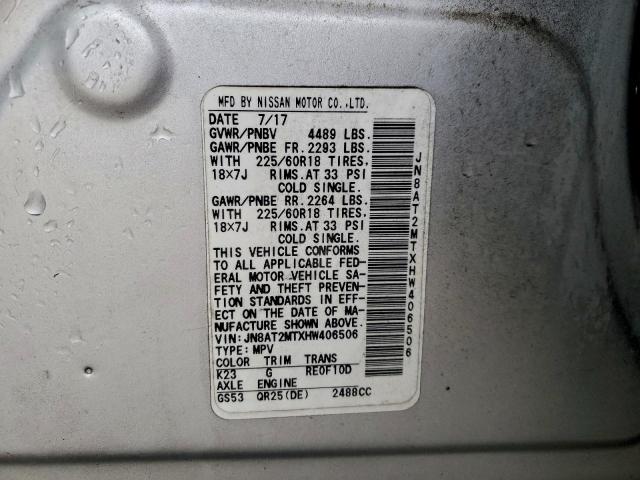 MFD BY NISSAN MOTOR CO.,LTD.
DATE 7/17
GVWR/PNBV 4489 LBS.
GAWR/PNBE FR. 2293 LBS.
WITH 225/60R18 TIRES,
18x7J RIMS.AT 33 PSI
COLD SINGLE.
GAWR/PNBE RR. 2264 LBS.
WITH 225/60R18 TIRES,
18x7J RIMS.AT 33 PSI
COLD SINGLE.
THIS VEHICLE CONFORMS
TO ALL APPLICABLE FED-
ERAL MOTOR VEHICLE SA-
FETY AND THEFT PREVEN-
TION STANDARDS IN EFF-
ECT ON THE DATE OF MA-
NUFACTURE SHOWN ABOVE.
VIN: JN8AT2MTXHW406506
TYPE: MPV
COLOR TRIM TRANS
K23 G RE0F10D
AXLE ENGINE
GS53 QR25(DE) 2488CC
JN8AT2MTXHW406506